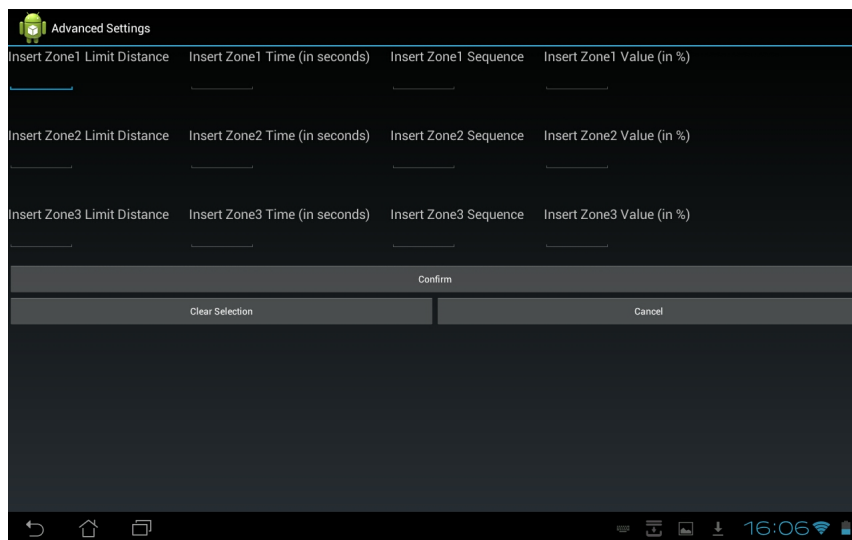 Advanced Settings
Insert Zone1 Limit Distance Insert Zone1 Time (in seconds) Insert Zone1 Sequence Insert Zone1 Value (in %)
Insert Zone2 Limit Distance Insert Zone2 Time (in seconds) Insert Zone2 Sequence Insert Zone2 Value (in %)
Insert Zone3 Limit Distance Insert Zone3 Time (in seconds) Insert Zone3 Sequence Insert Zone3 Value (in %)
Confirm
Clear Selection Cancel
16:06